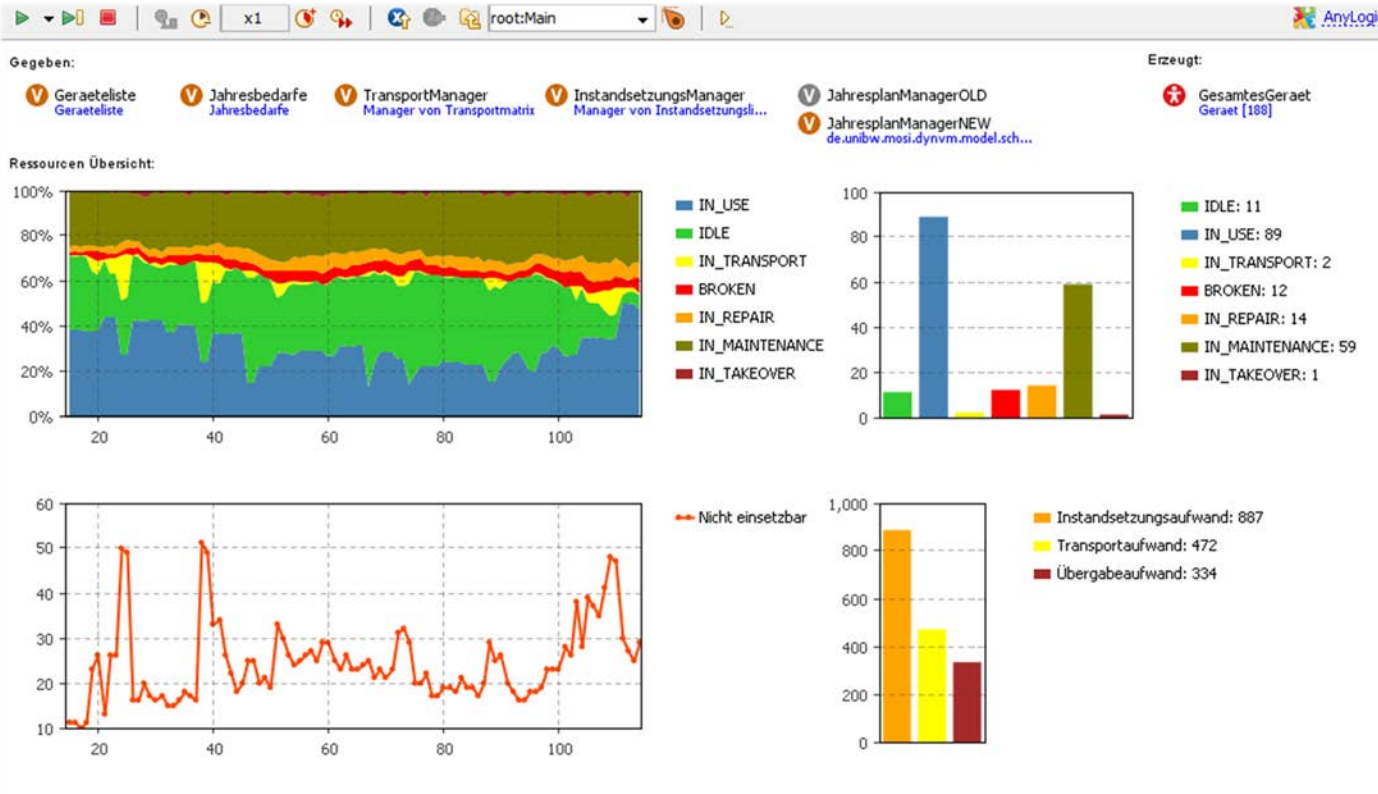 x1
root:Main
AnyLogi
Gegeben:
Erzeugt:
Geraeteliste
Geraeteliste
Jahresbedarfe
Jahresbedarfe
TransportManager
Manager von Transportmatrix
InstandsetzungsManager
Manager von Instandsetzungsli...
JahresplanManagerOLD
JahresplanManagerNEW
de.unibw.mosi.dynvm.model.sch...
GesamtesGeraet
Geraet [188]
Ressourcen Übersicht:
100%
80%
60%
40%
20%
0%
20 40 60 80 100
IN_USE
IDLE
IN_TRANSPORT
BROKEN
IN_REPAIR
IN_MAINTENANCE
IN_TAKEOVER
100
80
60
40
20
0
IDLE: 11
IN_USE: 89
IN_TRANSPORT: 2
BROKEN: 12
IN_REPAIR: 14
IN_MAINTENANCE: 59
IN_TAKEOVER: 1
60
50
40
30
20
10
20 40 60 80 100
Nicht einsetzbar
1,000
800
600
400
200
0
Instandsetzungsaufwand: 887
Transportaufwand: 472
Übergabeaufwand: 334